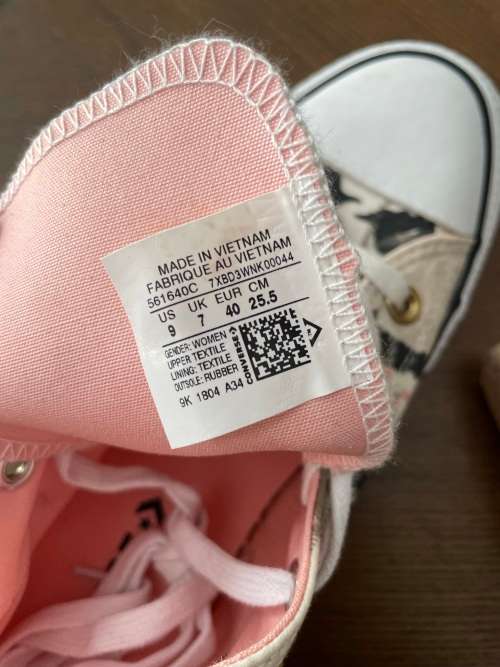 MADE IN VIETNAM
FABRIQUE AU VIETNAM
561640C 7XBD3WNK00044
US UK EUR CM
9 7 40 25.5
GENDER: WOMEN
UPPER:TEXTILE
LINING: TEXTILE
OUTSOLE: RUBBER
CONVERSE
9K 1804 A34